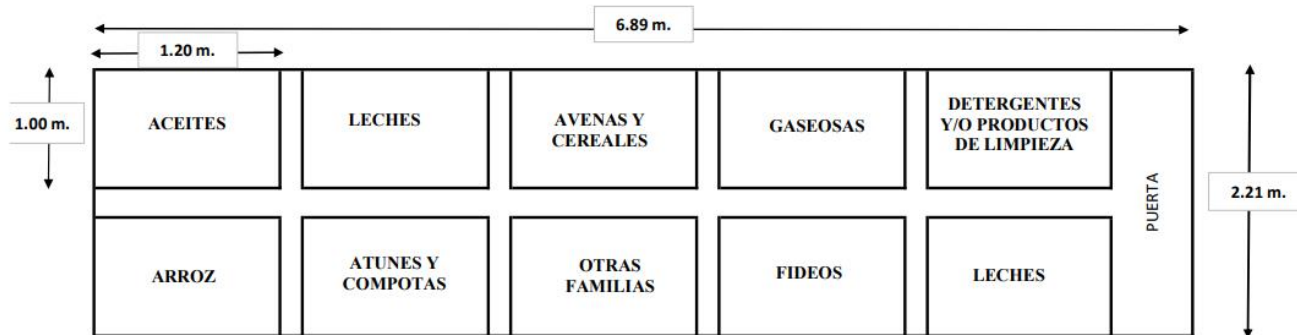 6.89 m.
1.20 m.
1.00 m.
ACEITES
LECHES
AVENAS Y
CEREALES
GASEOSAS
DETERGENTES
Y/O PRODUCTOS
DE LIMPIEZA
PUERTA
2.21 m.
ARROZ
ATUNES Y
COMPOTAS
OTRAS
FAMILIAS
FIDEOS
LECHES